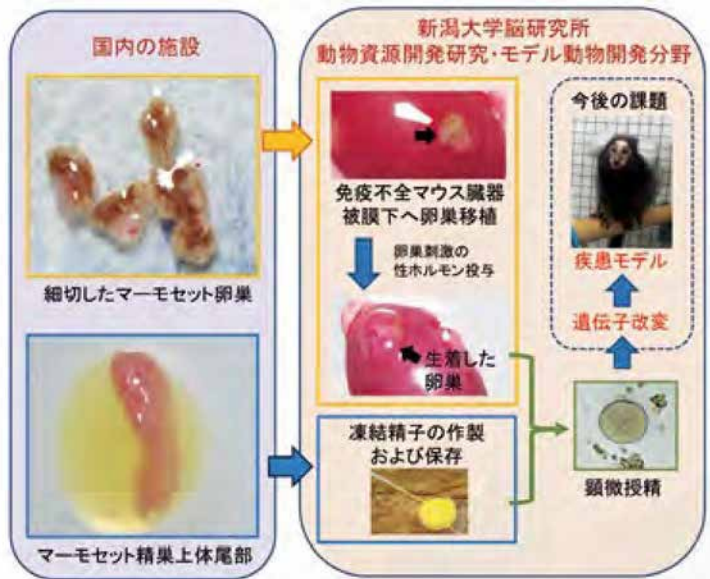 国内の施設
細切したマーモセット卵巣
マーモセット精巣上体尾部
新潟大学脳研究所
動物資源開発研究・モデル動物開発分野
免疫不全マウス臓器
被膜下へ卵巣移植
卵巣刺激の
性ホルモン投与
生着した
卵巣
凍結精子の作製
および保存
顕微授精
遺伝子改変
疾患モデル
今後の課題